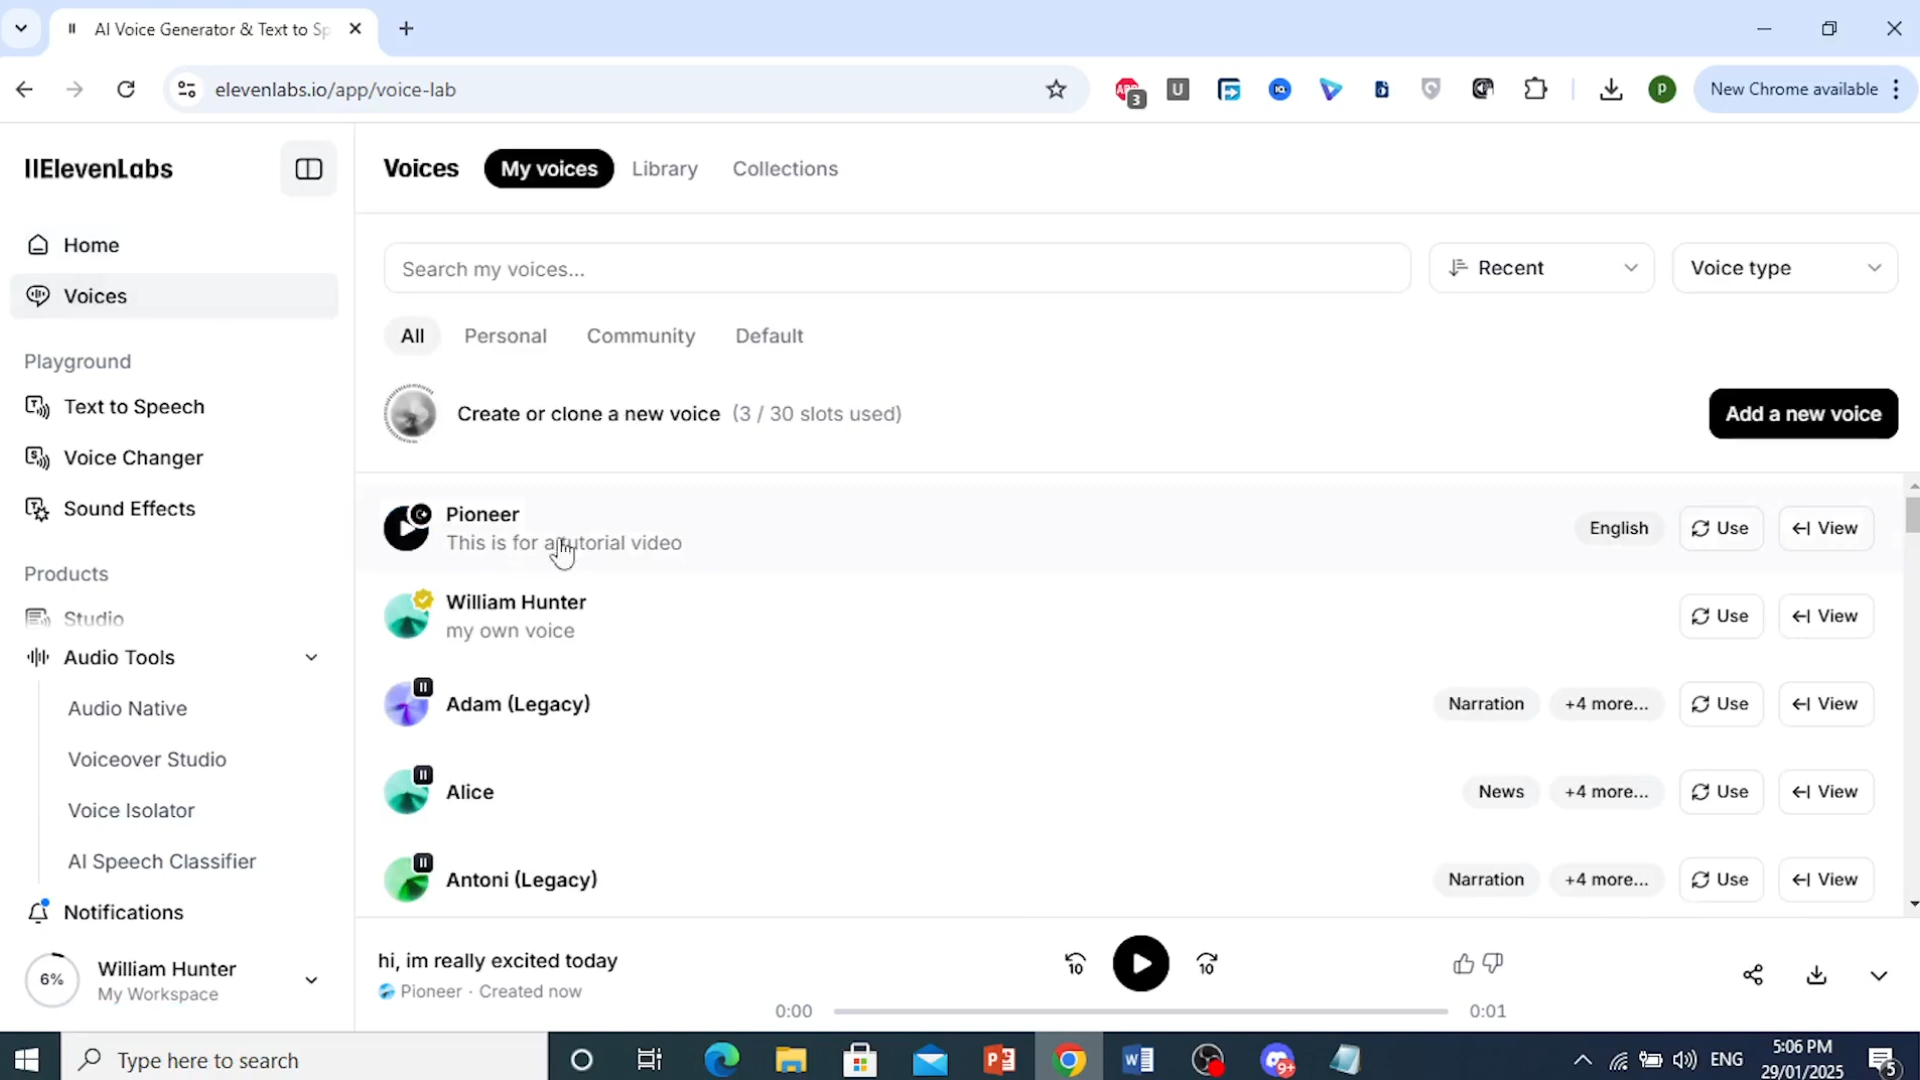 AI Voice Generator & Text to Sp
elevenlabs.io/app/voice-lab
3
U
P
New Chrome available
IIElevenLabs
Home
Voices
Playground
Text to Speech
Voice Changer
Sound Effects
Products
Studio
Audio Tools
Audio Native
Voiceover Studio
Voice Isolator
AI Speech Classifier
Notifications
6%
William Hunter
My Workspace
Voices
My voices
Library
Collections
Search my voices...
Recent
Voice type
All
Personal
Community
Default
Create or clone a new voice (3 / 30 slots used)
Add a new voice
Pioneer
This is for a tutorial video
English
Use
View
William Hunter
my own voice
Use
View
Adam (Legacy)
Narration
+4 more...
Use
View
Alice
News
+4 more...
Use
View
Antoni (Legacy)
Narration
+4 more...
Use
View
hi, im really excited today
Pioneer · Created now
10
10
0:00
0:01
Type here to search
9+
ENG
5:06 PM
29/01/2025
5